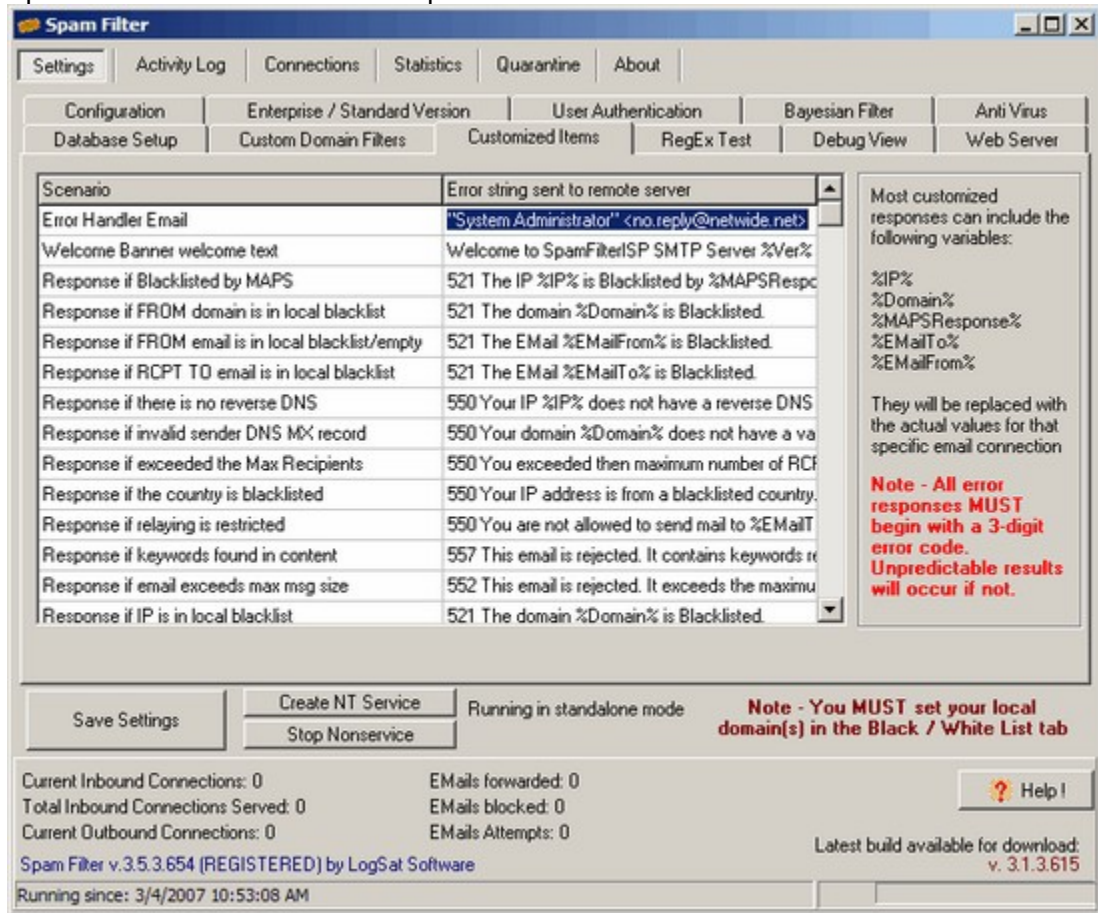 Spam Filter
Settings Activity Log Connections Statistics Quarantine About
Configuration Enterprise / Standard Version User Authentication Bayesian Filter Anti Virus
Database Setup Custom Domain Filters Customized Items RegEx Test Debug View Web Server
Scenario Error string sent to remote server
Error Handler Email "System Administrator" <no.reply@netwide.net>
Welcome Banner welcome text Welcome to SpamFilterISP SMTP Server %Ver%
Response if Blacklisted by MAPS 521 The IP %IP% is Blacklisted by %MAPSRespo
Response if FROM domain is in local blacklist 521 The domain %Domain% is Blacklisted.
Response if FROM email is in local blacklist/empty 521 The EMail %EMailFrom% is Blacklisted.
Response if RCPT TO email is in local blacklist 521 The EMail %EMailTo% is Blacklisted.
Response if there is no reverse DNS 550 Your IP %IP% does not have a reverse DNS
Response if invalid sender DNS MX record 550 Your domain %Domain% does not have a va
Response if exceeded the Max Recipients 550 You exceeded then maximum number of RCF
Response if the country is blacklisted 550 Your IP address is from a blacklisted country.
Response if relaying is restricted 550 You are not allowed to send mail to %EMailT
Response if keywords found in content 557 This email is rejected. It contains keywords re
Response if email exceeds max msg size 552 This email is rejected. It exceeds the maximu
Response if IP is in local blacklist 521 The domain %Domain% is Blacklisted.
Most customized
responses can include the
following variables:
%IP%
%Domain%
%MAPSResponse%
%EMailTo%
%EMailFrom%
They will be replaced with
the actual values for that
specific email connection
Note - All error
responses MUST
begin with a 3-digit
error code.
Unpredictable results
will occur if not.
Save Settings
Create NT Service
Stop Nonservice
Running in standalone mode
Note - You MUST set your local
domain(s) in the Black / White List tab
Current Inbound Connections: 0 EMails forwarded: 0
Total Inbound Connections Served: 0 EMails blocked: 0
Current Outbound Connections: 0 EMails Attempts: 0
Help !
Latest build available for download:
v. 3.1.3.615
Spam Filter v.3.5.3.654 (REGISTERED) by LogSat Software
Running since: 3/4/2007 10:53:08 AM